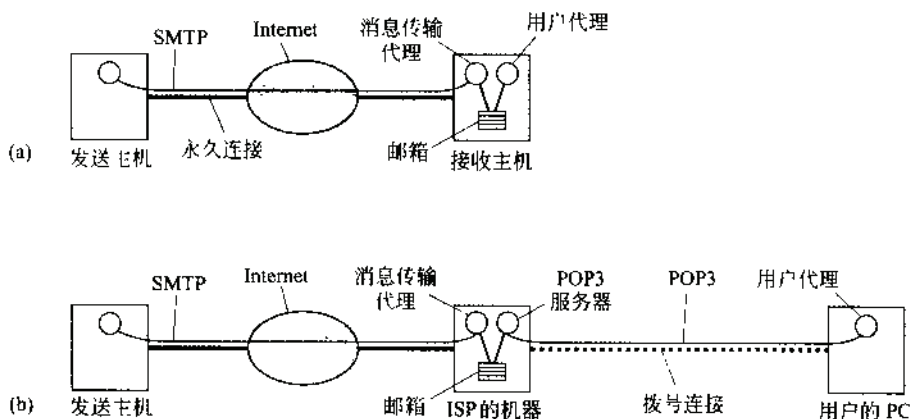 SMTP
Internet
消息传输
代理
用户代理
永久连接
邮箱
(a)
发送主机
接收主机
SMTP
Internet
消息传输
代理
POP3
服务器
POP3
用户代理
邮箱
拨号连接
(b)
发送主机
ISP的机器
用户的 PC